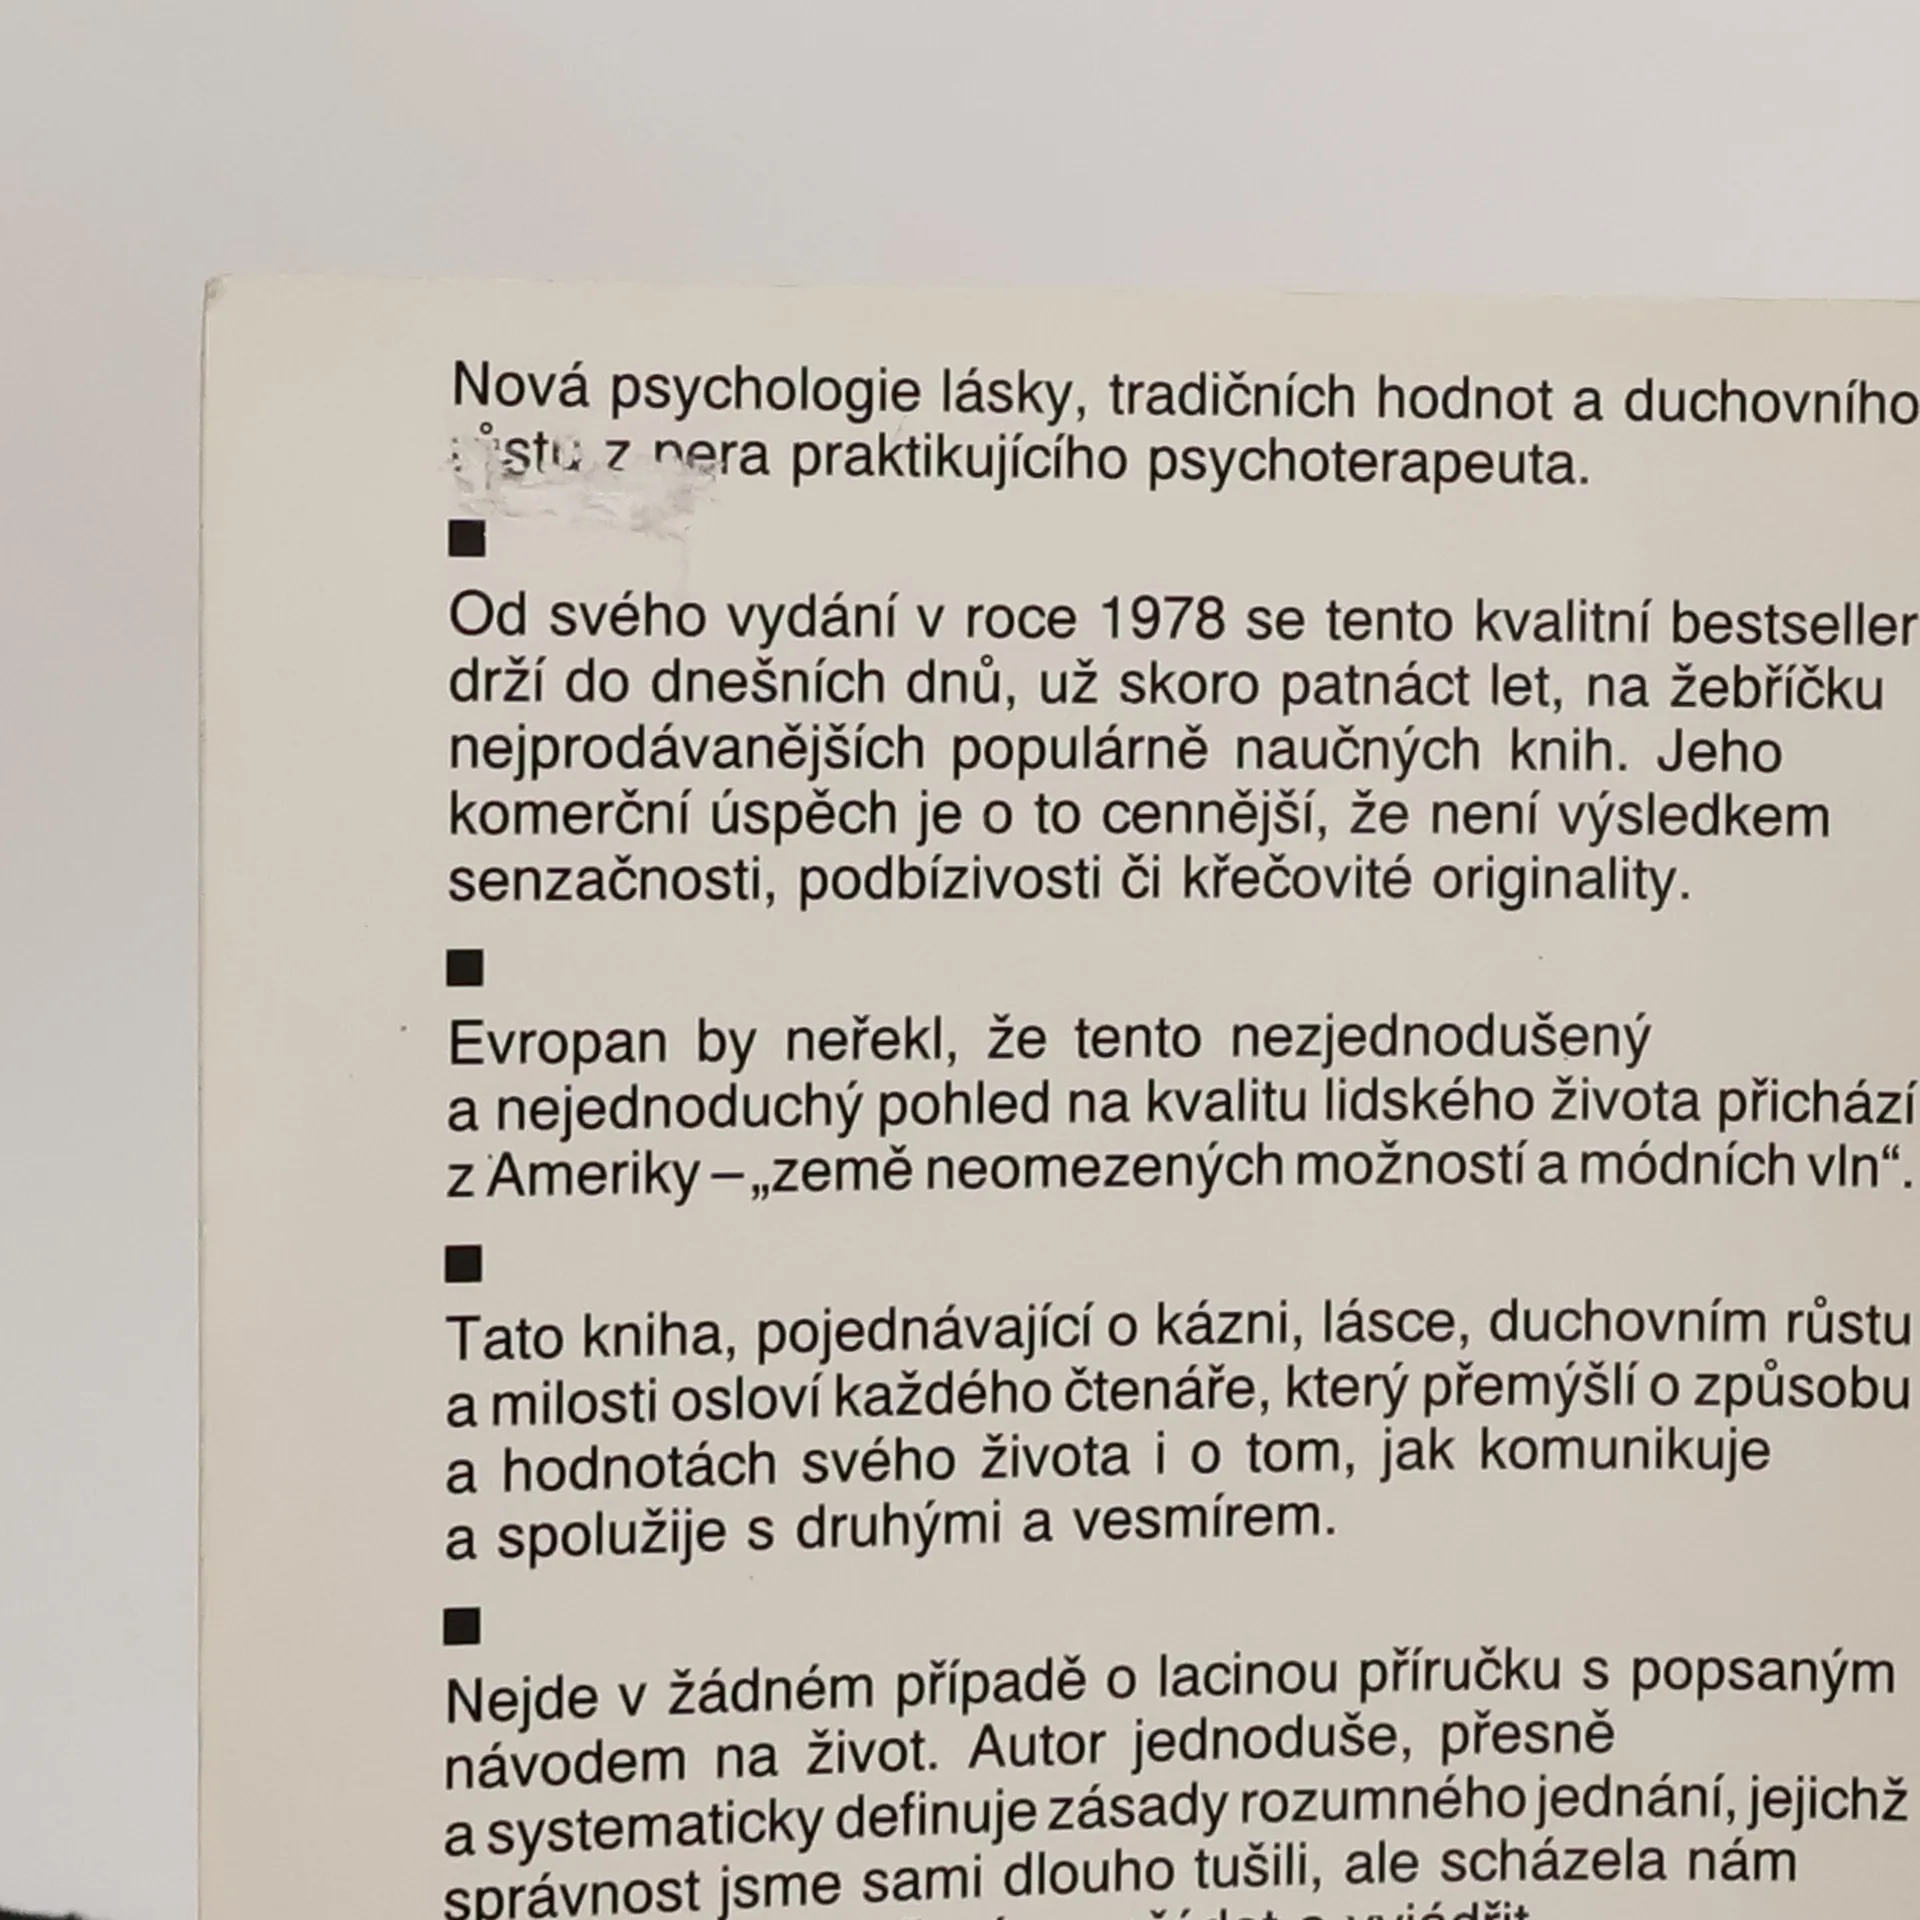 Nová psychologie lásky, tradičních hodnot a duchovního
růstu z pera praktikujícího psychoterapeuta.
Od svého vydání v roce 1978 se tento kvalitní bestseller
drží do dnešních dnů, už skoro patnáct let, na žebříčku
nejprodávanějších populárně naučných knih. Jeho
komerční úspěch je o to cennější, že není výsledkem
senzačnosti, podbízivosti či křečovité originality.
Evropan by neřekl, že tento nezjednodušený
a nejednoduchý pohled na kvalitu lidského života přichází
z Ameriky – „země neomezených možností a módních vln“.
Tato kniha, pojednávající o kázni, lásce, duchovním růstu
a milosti osloví každého čtenáře, který přemýšlí o způsobu
a hodnotách svého života i o tom, jak komunikuje
a spolužije s druhými a vesmírem.
Nejde v žádném případě o lacinou příručku s popsaným
návodem na život. Autor jednoduše, přesně
a systematicky definuje zásady rozumného jednání, jejichž
správnost jsme sami dlouho tušili, ale scházela nám